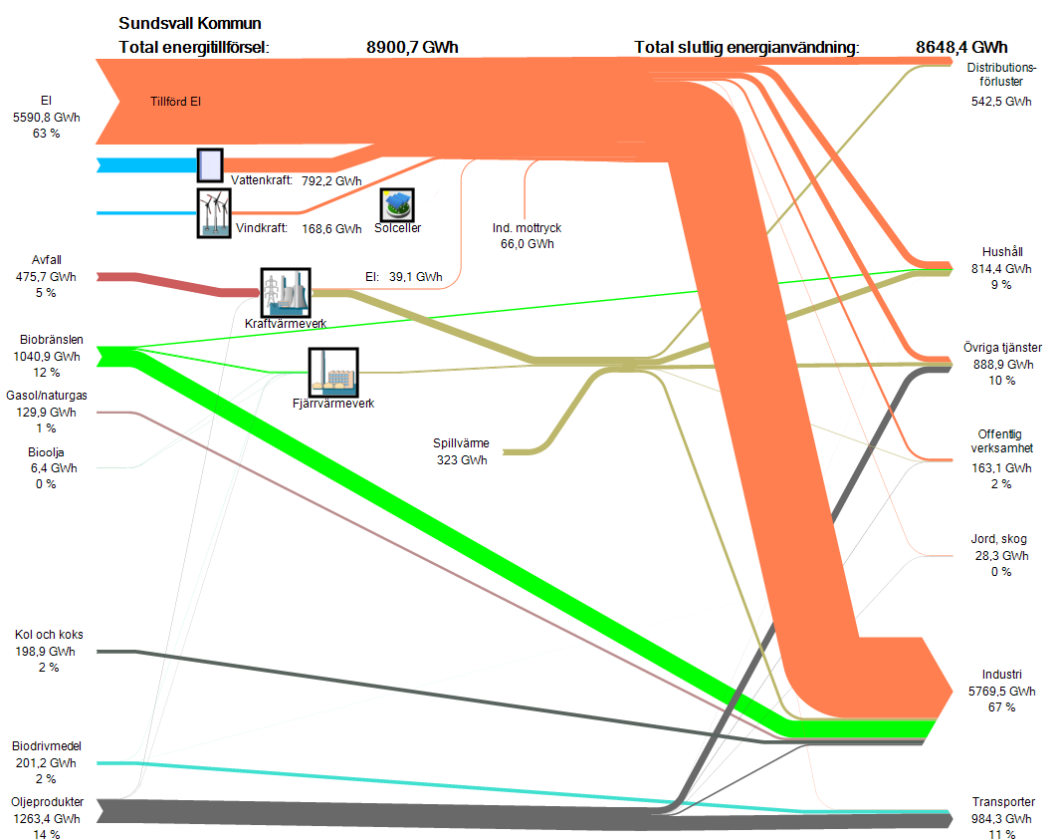 Sundsvall Kommun
Total energitillförsel: 8900,7 GWh
Total slutlig energianvändning: 8648,4 GWh
El
5590,8 GWh
63 %
Tillförd El
Vattenkraft: 792,2 GWh
Vindkraft: 168,6 GWh
Solceller
Ind. mottryck
66,0 GWh
Avfall
475,7 GWh
5 %
El: 39,1 GWh
Kraftvärmeverk
Biobränslen
1040,9 GWh
12 %
Fjärrvärmeverk
Gasol/naturgas
129,9 GWh
1 %
Bioolja
6,4 GWh
0 %
Spillvärme
323 GWh
Kol och koks
198,9 GWh
2 %
Biodrivmedel
201,2 GWh
2 %
Oljeprodukter
1263,4 GWh
14 %
Distributions-
förluster
542,5 GWh
Hushåll
814,4 GWh
9 %
Övriga tjänster
888,9 GWh
10 %
Offentlig
verksamhet
163,1 GWh
2 %
Jord, skog
28,3 GWh
0 %
Industri
5769,5 GWh
67 %
Transporter
984,3 GWh
11 %